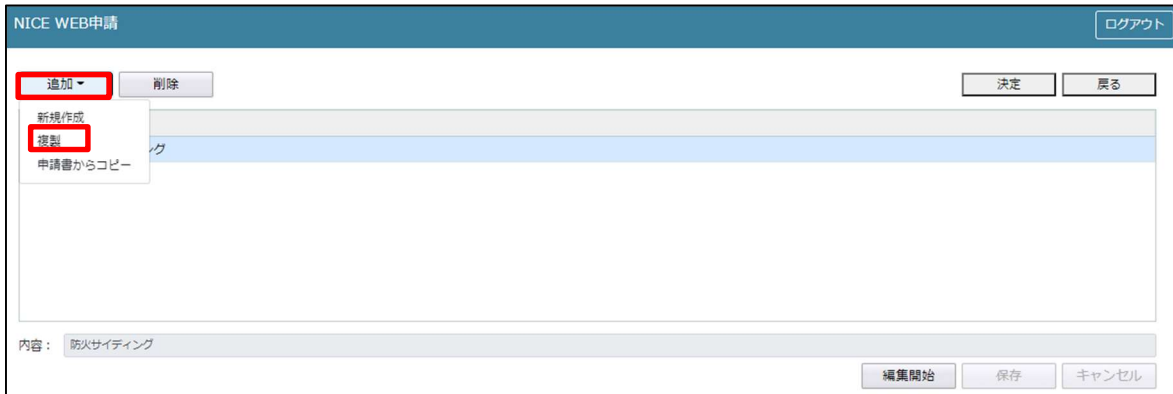 NICE WEB申請 ログアウト
追加 削除 決定 戻る
新規作成
複製
ング
申請書からコピー
内容： 防火サイディング
編集開始 保存 キャンセル